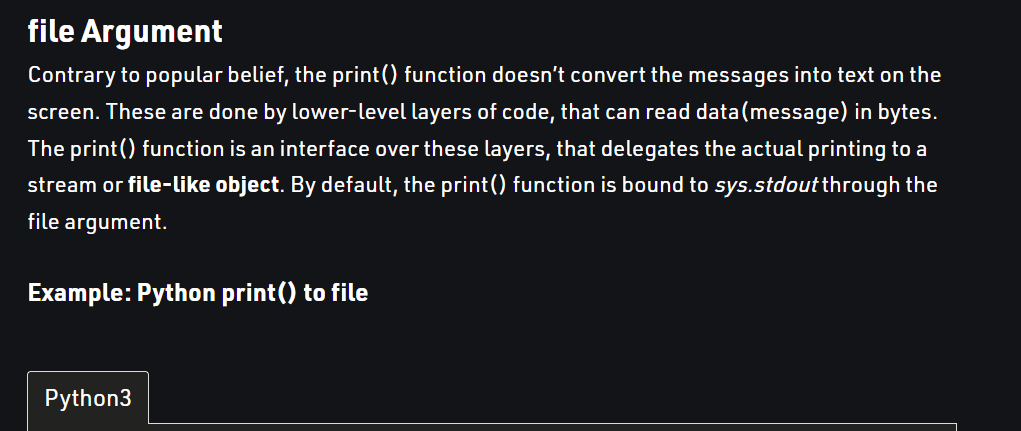 file Argument
Contrary to popular belief, the print() function doesn’t convert the messages into text on the
screen. These are done by lower-level layers of code, that can read data(message) in bytes.
The print() function is an interface over these layers, that delegates the actual printing to a
stream or file-like object. By default, the print() function is bound to sys.stdout through the
file argument.
Example: Python print() to file
Python3